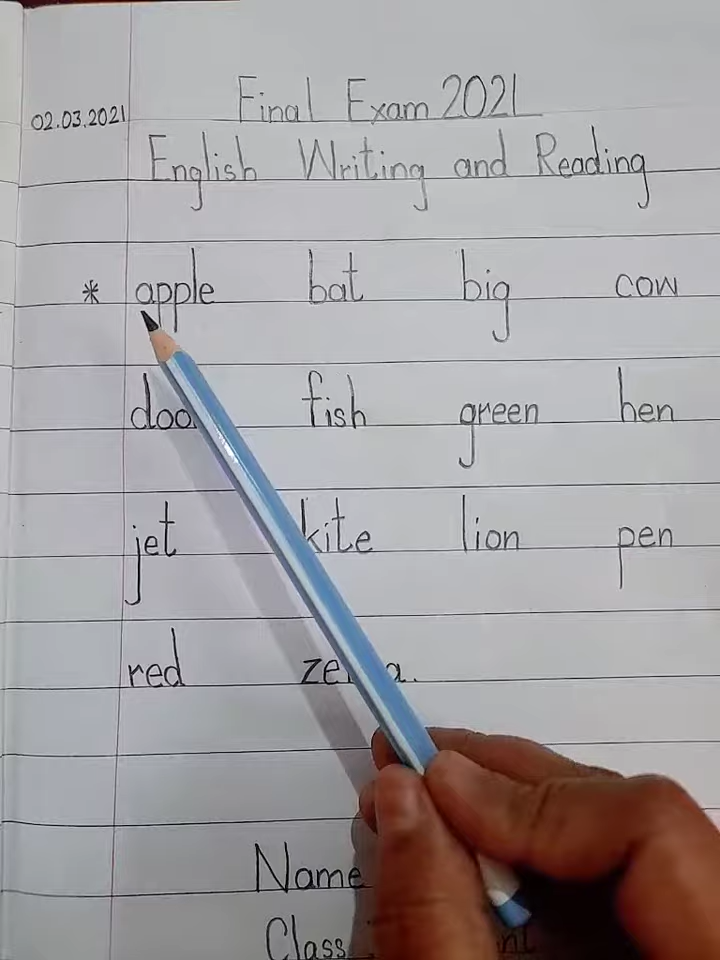 Final Exam 2021
02.03.2021
English Writing and Reading
* apple bat big cow
fish green hen
jet kite lion pen
red
Name
Class